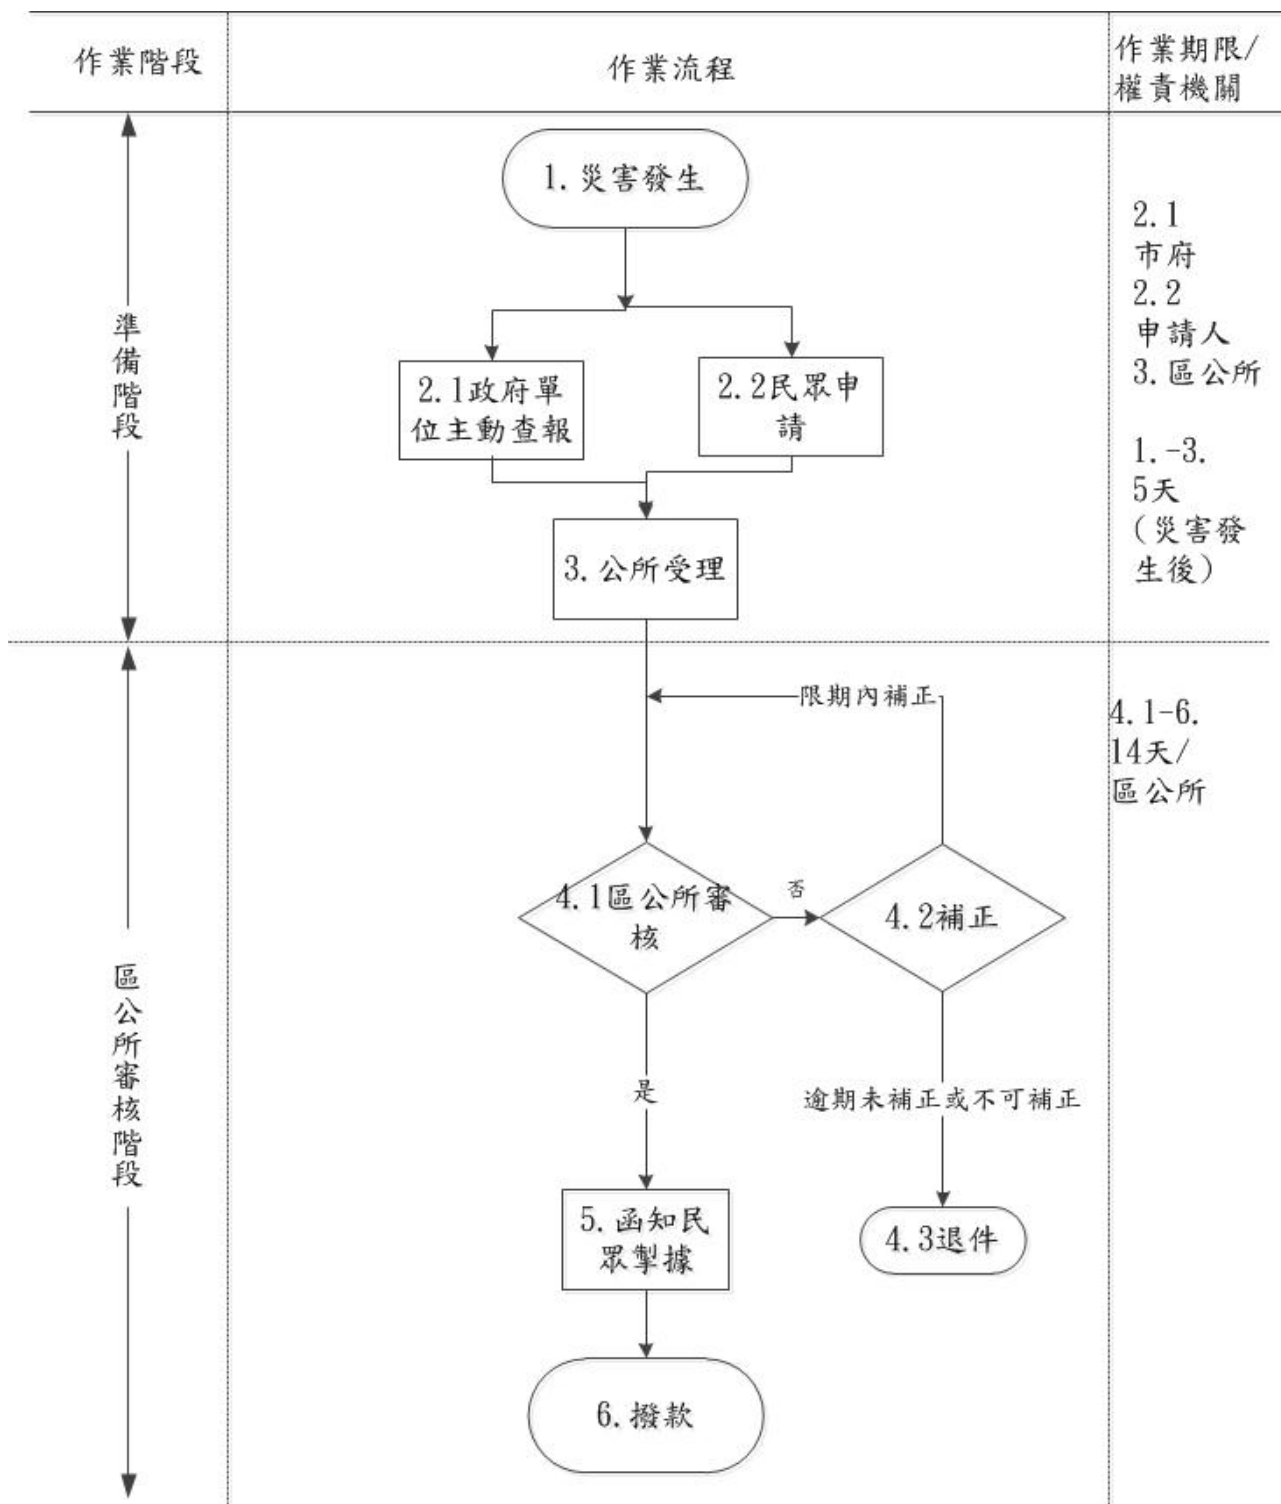 作業階段
作業流程
作業期限/
權責機關
準備階段
1.災害發生
2.1政府單
位主動查報
2.2民眾申
請
3.公所受理
2.1
市府
2.2
申請人
3.區公所
1.-3.
5天
(災害發
生後)
區公所審核階段
限期內補正
4.1區公所審
核
否
4.2補正
是
逾期未補正或不可補正
5.函知民
眾掣據
4.3退件
6.撥款
4.1-6.
14天/
區公所